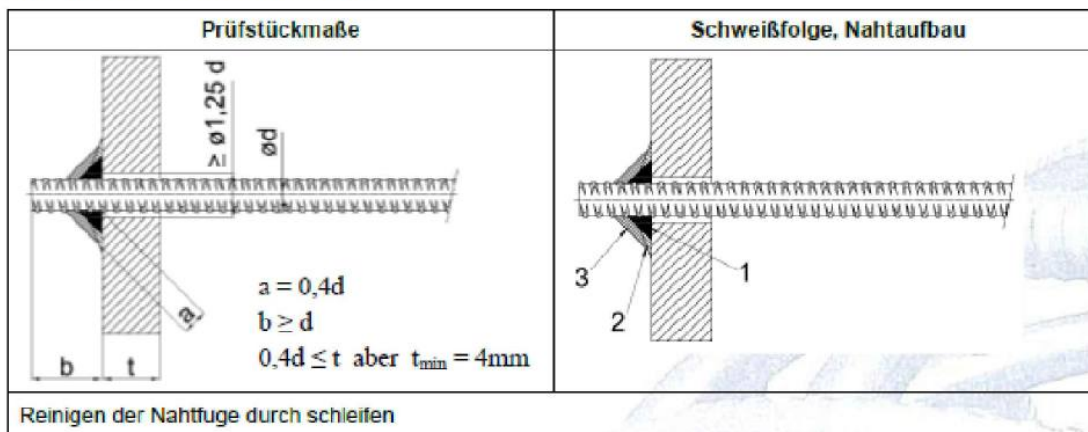 Prüfstückmaße
Schweißfolge, Nahtaufbau
≥ ø1,25 d
ød
a
a = 0,4d
b ≥ d
0,4d ≤ t aber tmin = 4mm
b
t
3
2
1
Reinigen der Nahtfuge durch schleifen